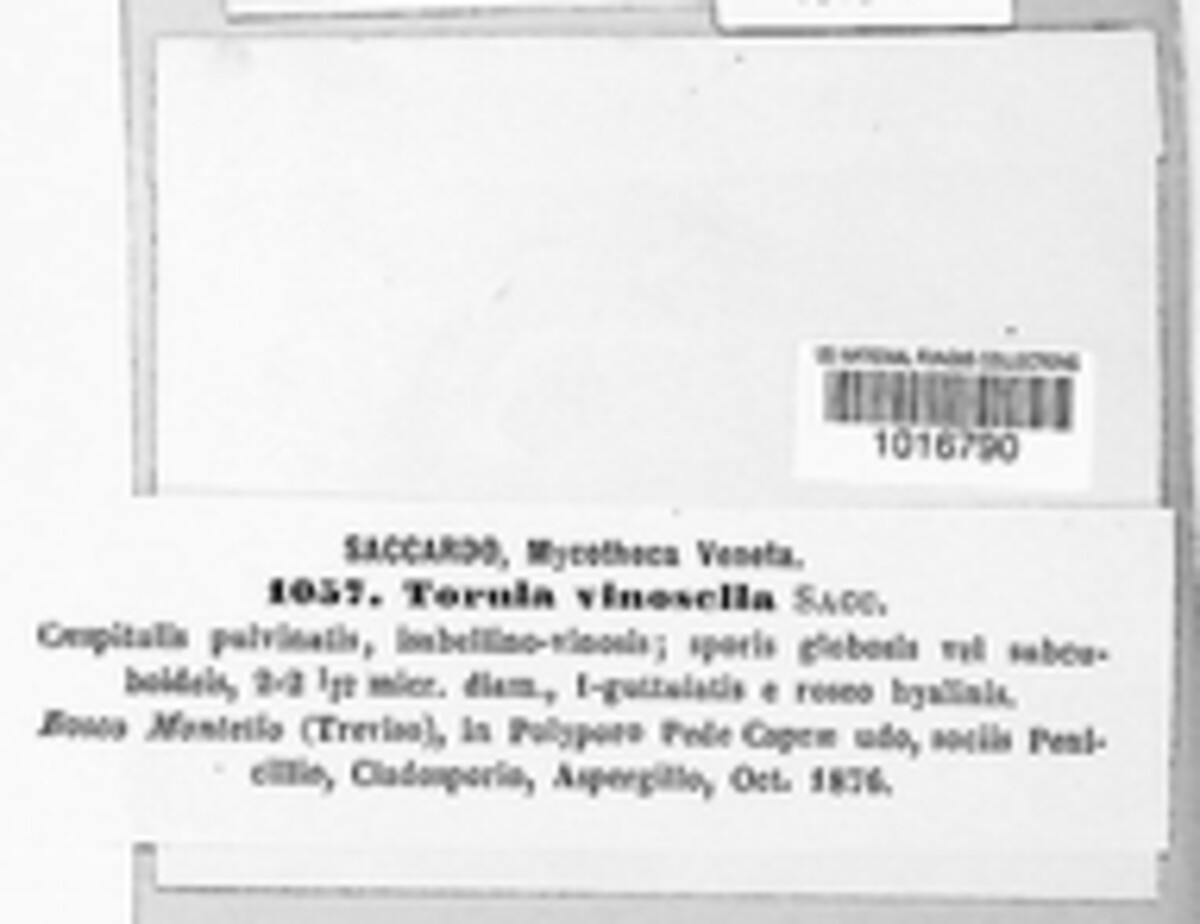 US NATIONAL FUNGUS COLLECTIONS
1016790
SACCARDO, Mycotheca Veneta.
1057. Torula vinosella SACC.
Cæspitulis pulvinatis, isabellino-vinosis; sporis globosis vel subcu-
boideis, 2-2 1/2 micr. diam., 1-guttulatis e roseo hyalinis.
Bosco Montello (Treviso), in Polyporo Pede Capræ udo, sociis Peni-
cillio, Cladosporio, Aspergillo, Oct. 1876.